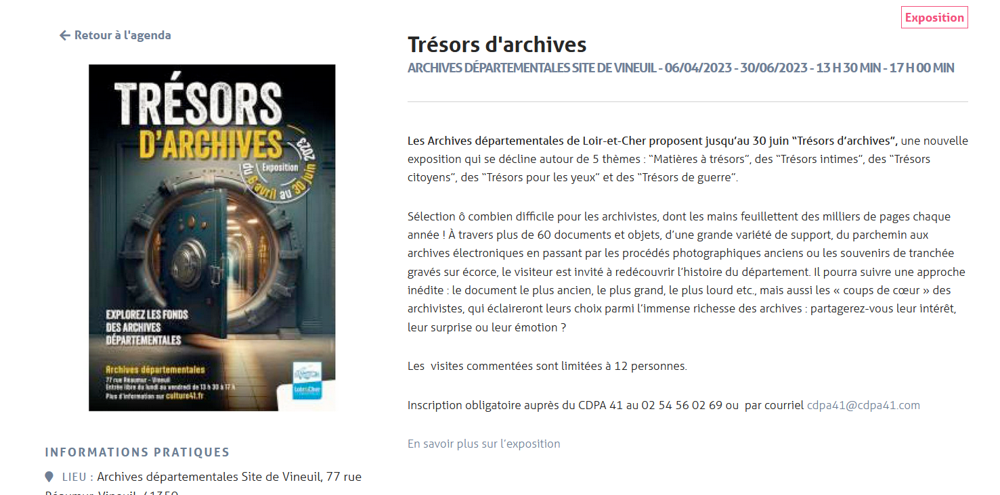 Exposition
Retour à l'agenda
Trésors d'archives
ARCHIVES DÉPARTEMENTALES SITE DE VINEUIL - 06/04/2023 - 30/06/2023 - 13 H 30 MIN - 17 H 00 MIN
TRÉSORS
D'ARCHIVES
Exposition
du 6 avril au 30 juin 2023
EXPLOREZ LES FONDS
DES ARCHIVES
DÉPARTEMENTALES
Archives départementales
77 rue Réaumur - Vineuil
Entrée libre du lundi au vendredi de 13 h 30 à 17 h
Plus d'information sur culture41.fr
Loir&Cher
Les Archives départementales de Loir-et-Cher proposent jusqu’au 30 juin “Trésors d’archives”, une nouvelle
exposition qui se décline autour de 5 thèmes : “Matières à trésors”, des “Trésors intimes”, des “Trésors
citoyens”, des “Trésors pour les yeux” et des “Trésors de guerre”.
Sélection ô combien difficile pour les archivistes, dont les mains feuillettent des milliers de pages chaque
année ! À travers plus de 60 documents et objets, d’une grande variété de support, du parchemin aux
archives électroniques en passant par les procédés photographiques anciens ou les souvenirs de tranchée
gravés sur écorce, le visiteur est invité à redécouvrir l’histoire du département. Il pourra suivre une approche
inédite : le document le plus ancien, le plus grand, le plus lourd etc., mais aussi les « coups de cœur » des
archivistes, qui éclaireront leurs choix parmi l’immense richesse des archives : partagerez-vous leur intérêt,
leur surprise ou leur émotion ?
Les visites commentées sont limitées à 12 personnes.
Inscription obligatoire auprès du CDPA 41 au 02 54 56 02 69 ou par courriel cdpa41@cdpa41.com
En savoir plus sur l’exposition
INFORMATIONS PRATIQUES
LIEU : Archives départementales Site de Vineuil, 77 rue
Réaumur, Vineuil, 41350